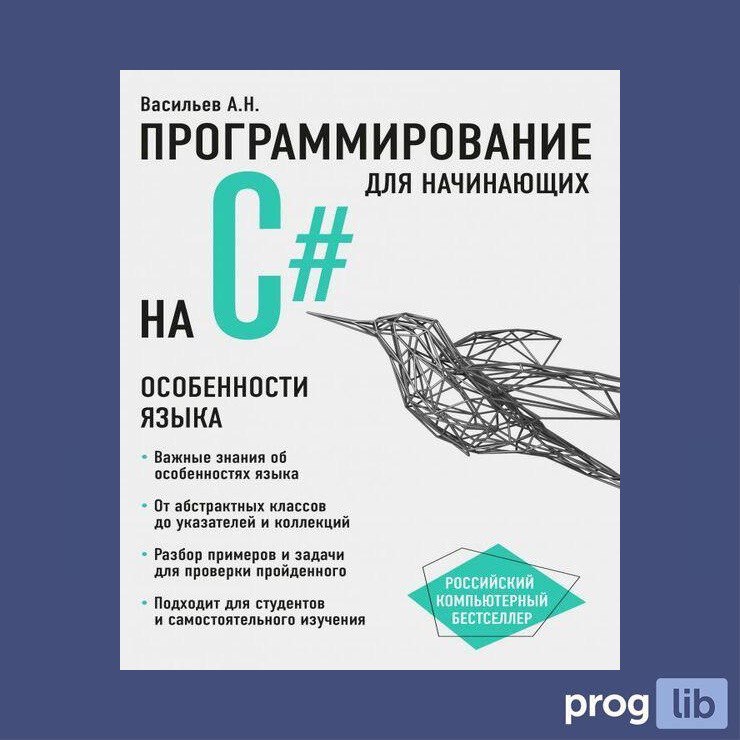 Васильев А.Н.
ПРОГРАММИРОВАНИЕ
ДЛЯ НАЧИНАЮЩИХ
НА C#
ОСОБЕННОСТИ
ЯЗЫКА
• Важные знания об
особенностях языка
• От абстрактных классов
до указателей и коллекций
• Разбор примеров и задачи
для проверки пройденного
• Подходит для студентов
и самостоятельного изучения
РОССИЙСКИЙ
КОМПЬЮТЕРНЫЙ
БЕСТСЕЛЛЕР
prog lib